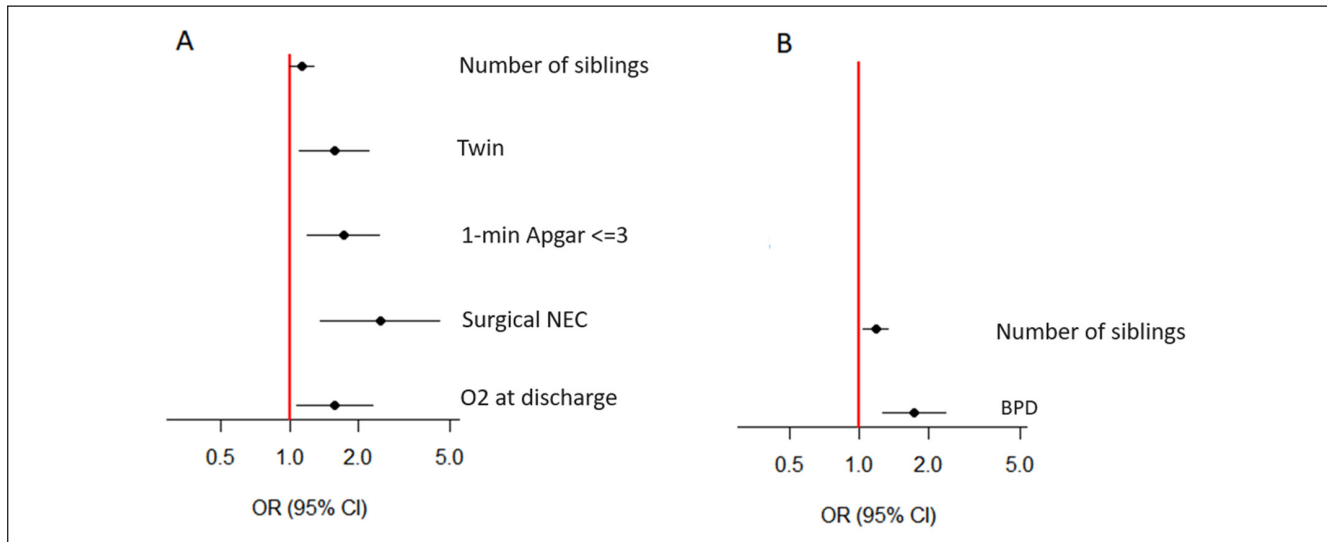 A
Number of siblings
Twin
1-min Apgar <=3
Surgical NEC
O2 at discharge
0.5 1.0 2.0 5.0
OR (95% CI)
B
Number of siblings
BPD
0.5 1.0 2.0 5.0
OR (95% CI)